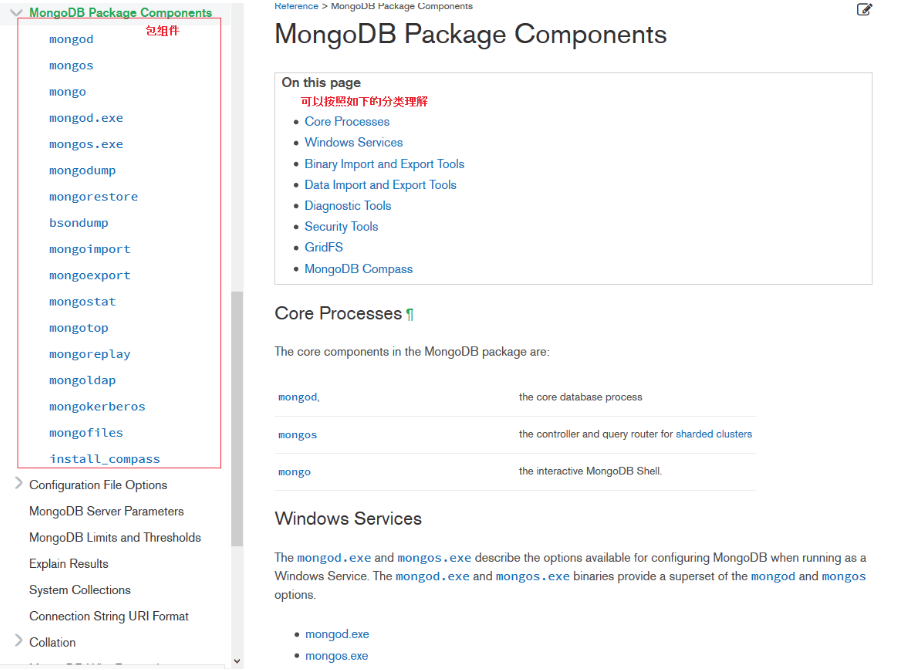 MongoDB Package Components
包组件
mongod
mongos
mongo
mongod.exe
mongos.exe
mongodump
mongorestore
bsondump
mongoimport
mongoexport
mongostat
mongotop
mongoreplay
mongoldap
mongokerberos
mongofiles
install_compass
Configuration File Options
MongoDB Server Parameters
MongoDB Limits and Thresholds
Explain Results
System Collections
Connection String URI Format
Collation
Reference > MongoDB Package Components
MongoDB Package Components
On this page
可以按照如下的分类理解
Core Processes
Windows Services
Binary Import and Export Tools
Data Import and Export Tools
Diagnostic Tools
Security Tools
GridFS
MongoDB Compass
Core Processes ¶
The core components in the MongoDB package are:
mongod, the core database process
mongos the controller and query router for sharded clusters
mongo the interactive MongoDB Shell.
Windows Services
The mongod.exe and mongos.exe describe the options available for configuring MongoDB when running as a
Windows Service. The mongod.exe and mongos.exe binaries provide a superset of the mongod and mongos
options.
mongod.exe
mongos.exe